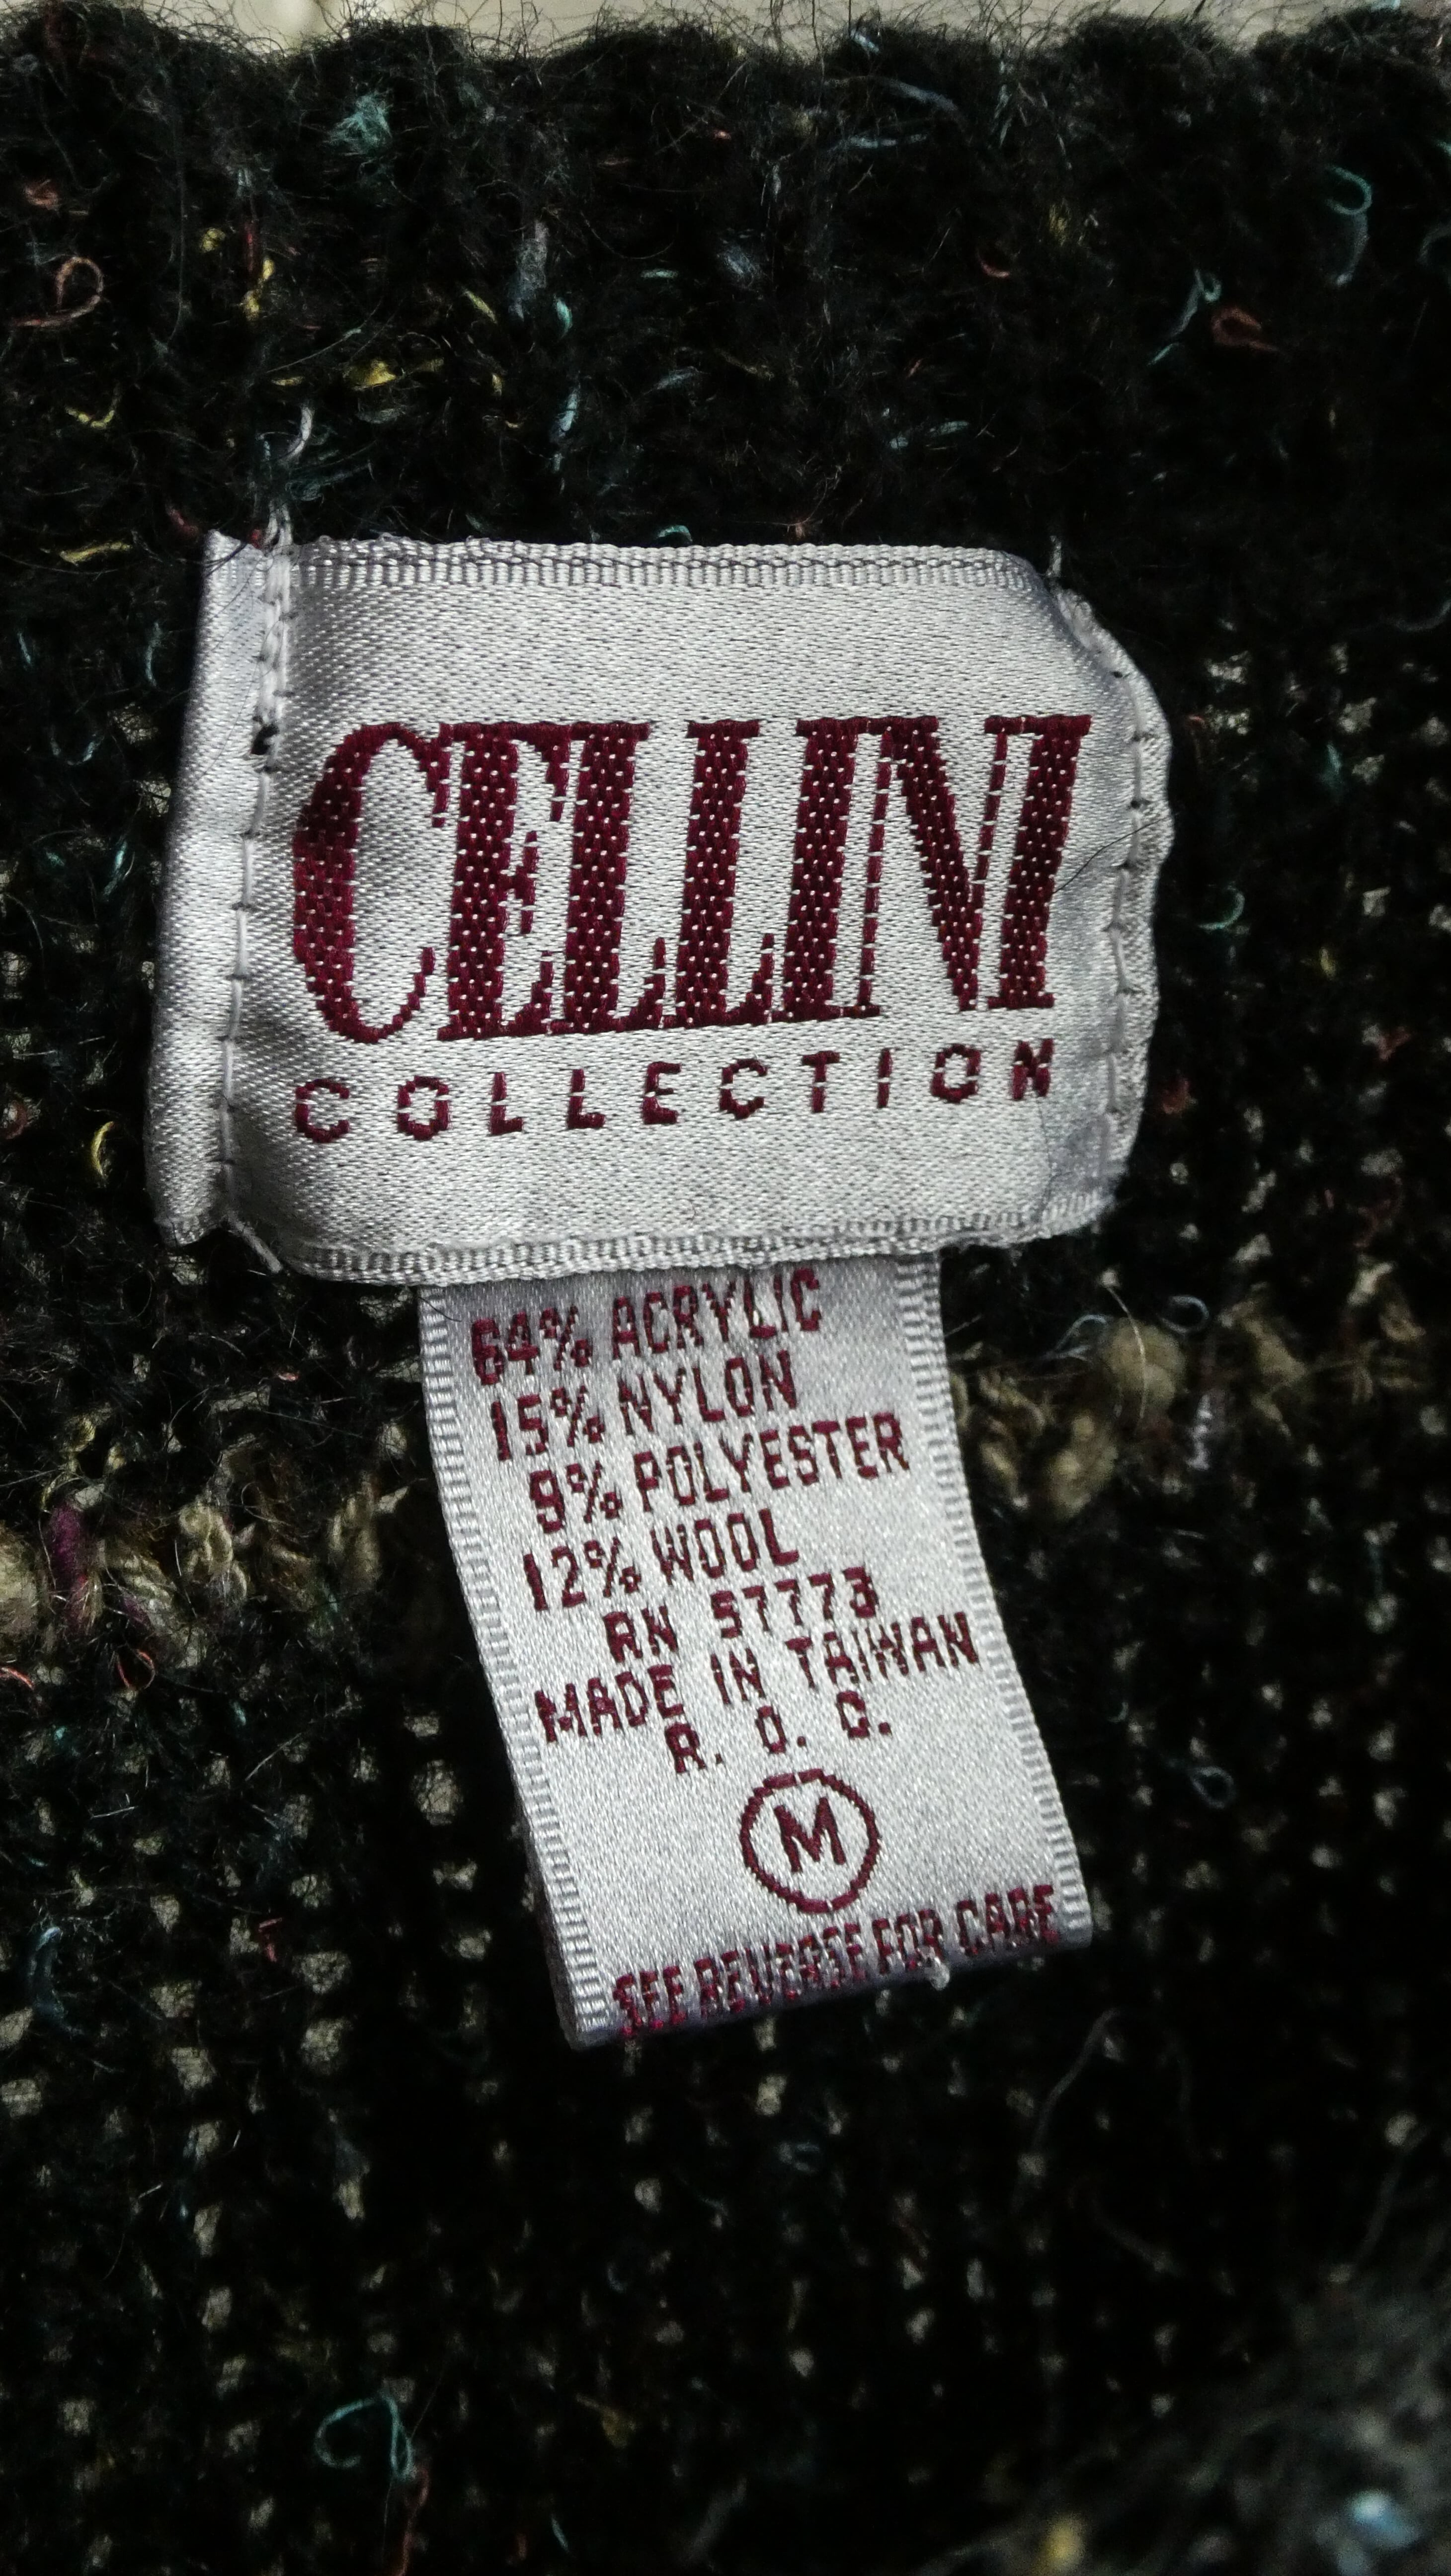 CELLINI
COLLECTION
64% ACRYLIC
15% NYLON
9% POLYESTER
12% WOOL
RN 57773
MADE IN TAIWAN
R. O. C.
M
SEE REVERSE FOR CARE